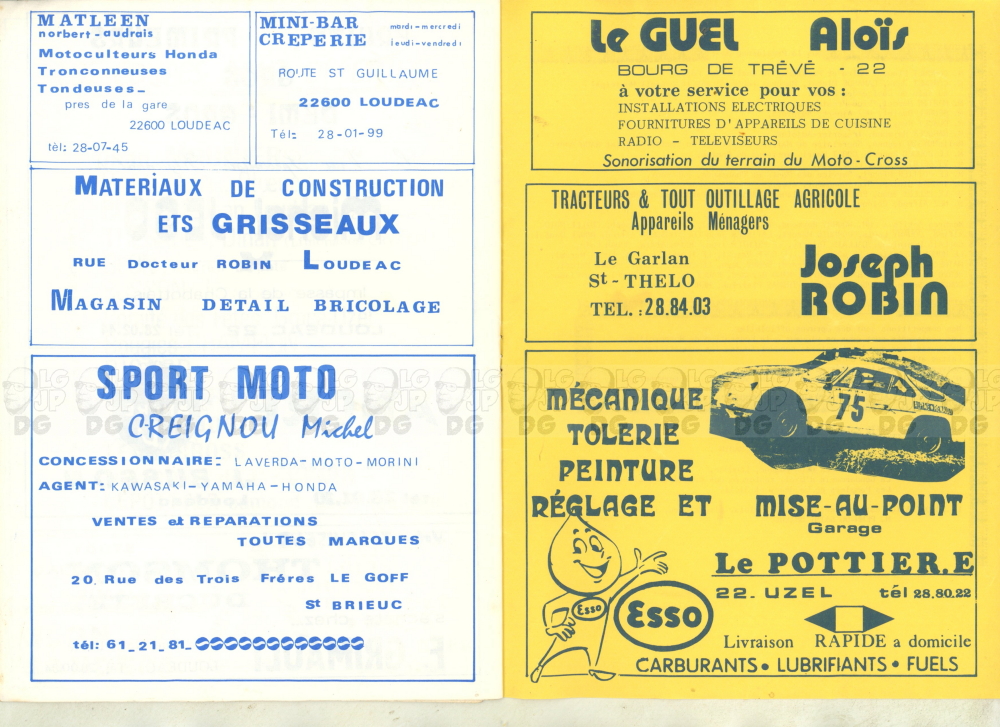 MATLEEN
norbert-audrais
Motoculteurs Honda
Tronconneuses
Tondeuses_
pres de la gare
22600 LOUDEAC
tèl: 28-07-45
MINI-BAR
CREPERIE
mardi-mercredi
jeudi-vendredi
ROUTE ST GUILLAUME
22600 LOUDEAC
Tél: 28-01-99
MATERIAUX DE CONSTRUCTION
ETS GRISSEAUX
RUE Docteur ROBIN LOUDEAC
MAGASIN DETAIL BRICOLAGE
SPORT MOTO
CREIGNOU Michel
CONCESSIONNAIRE: LAVERDA-MOTO-MORINI
AGENT: KAWASAKI-YAMAHA-HONDA
VENTES et REPARATIONS
TOUTES MARQUES
20, Rue des Trois Fréres LE GOFF
St BRIEUC
tél: 61_21_81_
Le GUEL Aloïs
BOURG DE TRÉVÉ - 22
à votre service pour vos :
INSTALLATIONS ELECTRIQUES
FOURNITURES D'APPAREILS DE CUISINE
RADIO - TELEVISEURS
Sonorisation du terrain du Moto-Cross
TRACTEURS & TOUT OUTILLAGE AGRICOLE
Appareils Ménagers
Le Garlan
St-THELO
TEL. :28.84.03
Joseph
ROBIN
75
MÉCANIQUE
TOLERIE
PEINTURE
RÉGLAGE ET MISE-AU-POINT
Garage
Le POTTIER.E
22. UZEL tél 28.80.22
Esso
Esso
Livraison RAPIDE a domicile
CARBURANTS • LUBRIFIANTS • FUELS
LG
JP
DG